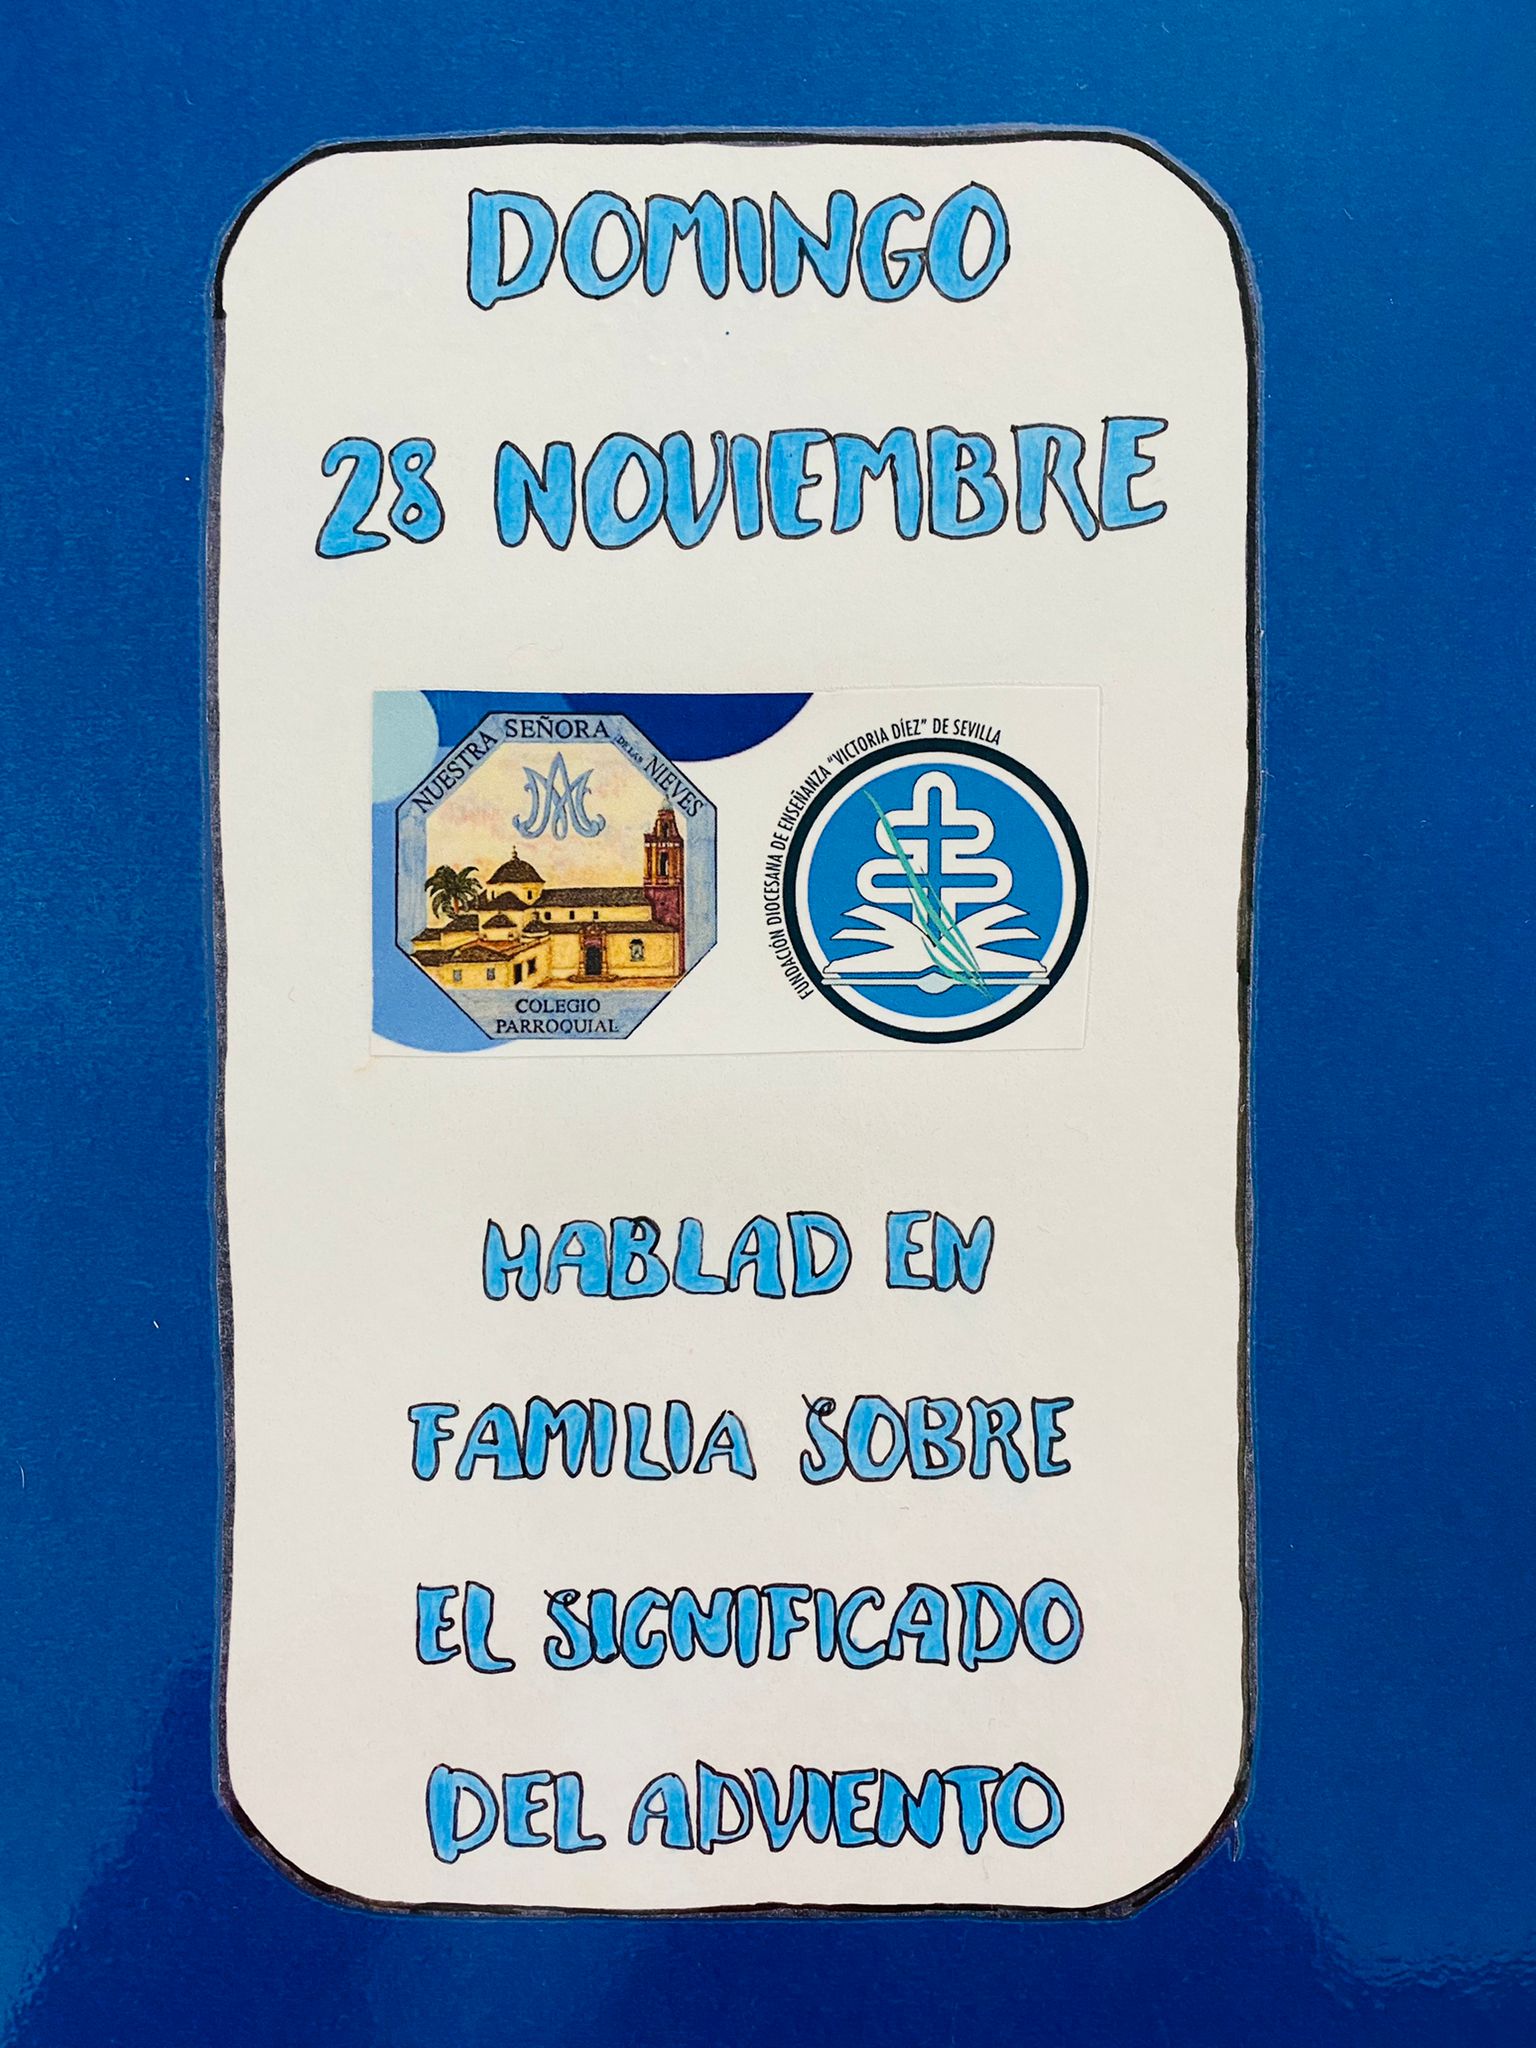 DOMINGO
28 NOVIEMBRE
NUESTRA SEÑORA DE LAS NIEVES
COLEGIO
PARROQUIAL
FUNDACIÓN DIOCESANA DE ENSEÑANZA "VICTORIA DÍEZ" DE SEVILLA
HABLAD EN
FAMILIA SOBRE
EL SIGNIFICADO
DEL ADVIENTO